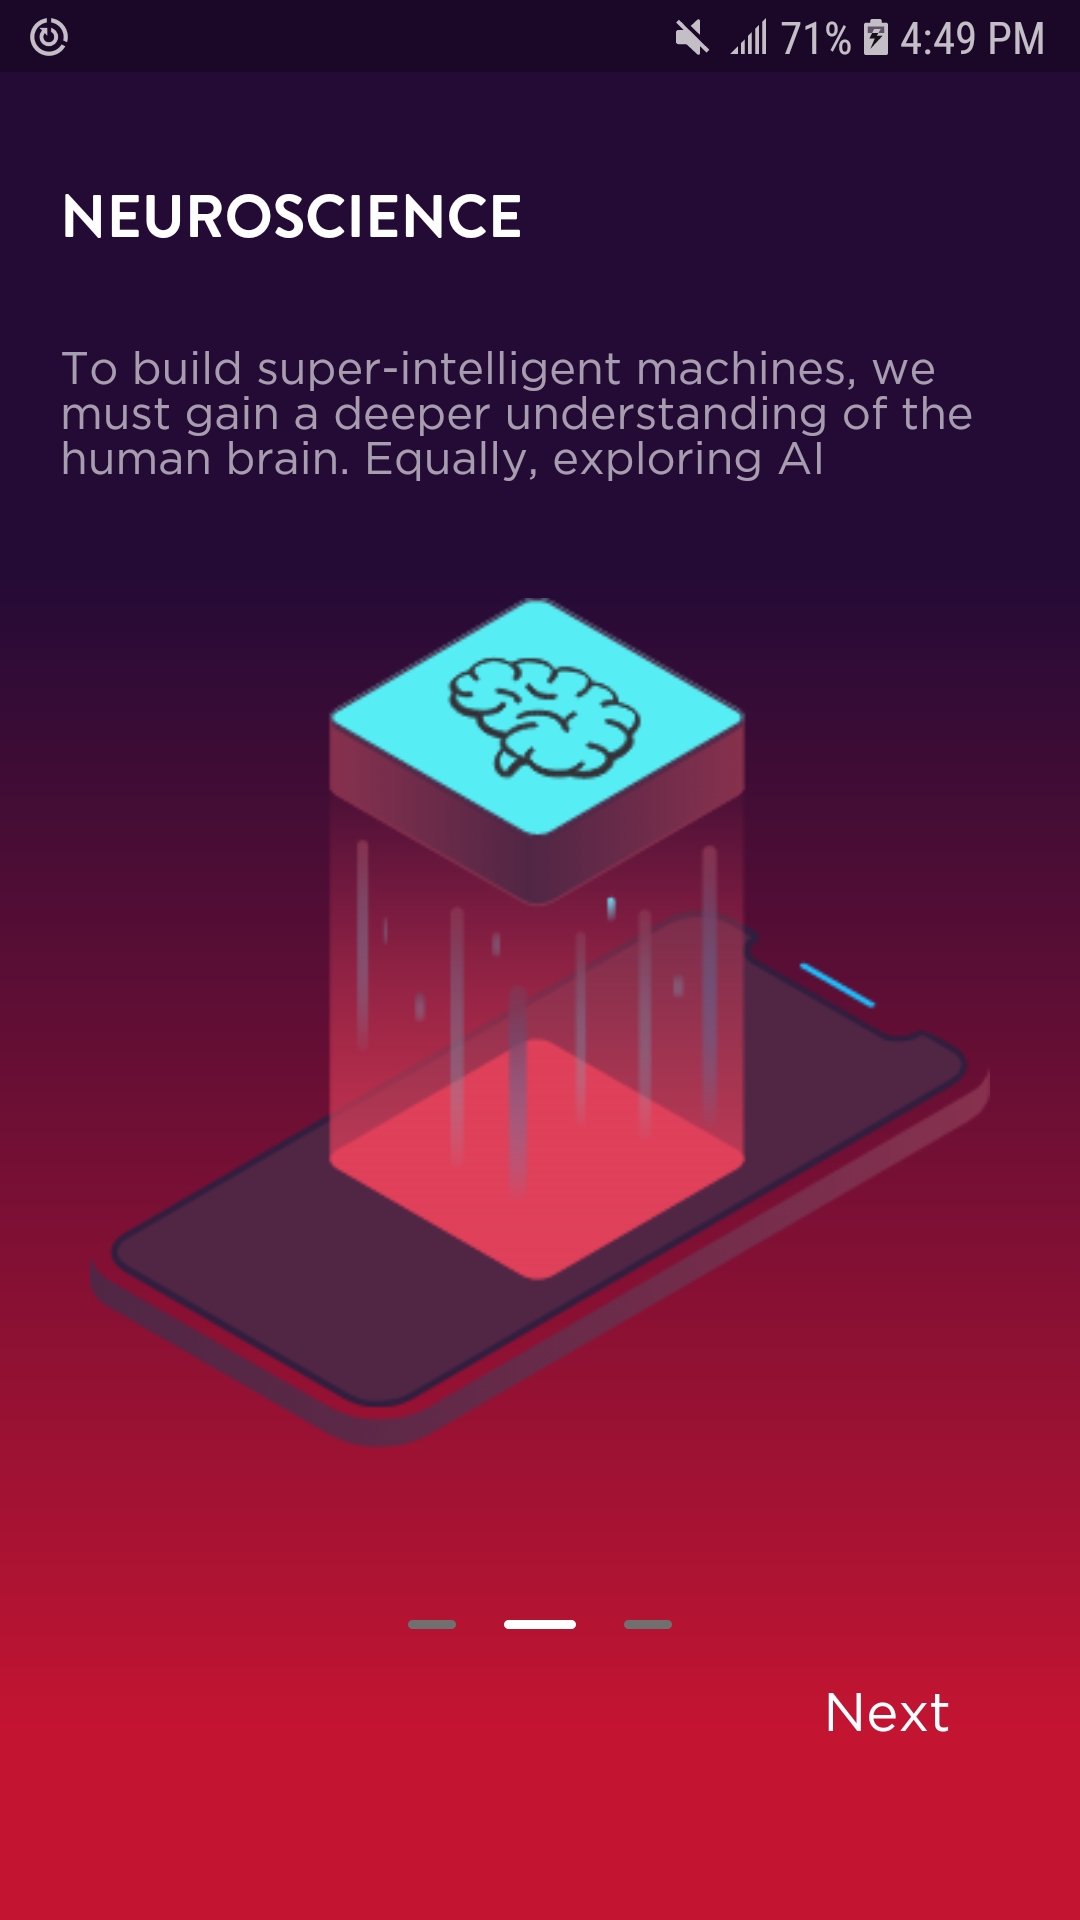 71% 4:49 PM
NEUROSCIENCE
To build super-intelligent machines, we
must gain a deeper understanding of the
human brain. Equally, exploring AI
Next